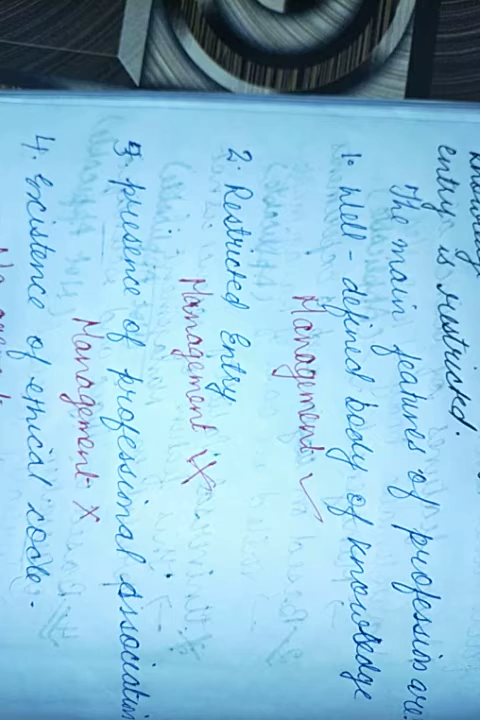 entry is restricted.
The main features of profession are
1. Well-defined body of knowledge
Management ✓
2. Restricted Entry
Management X
3. presence of professional association
Management X
4. Existence of ethical code.